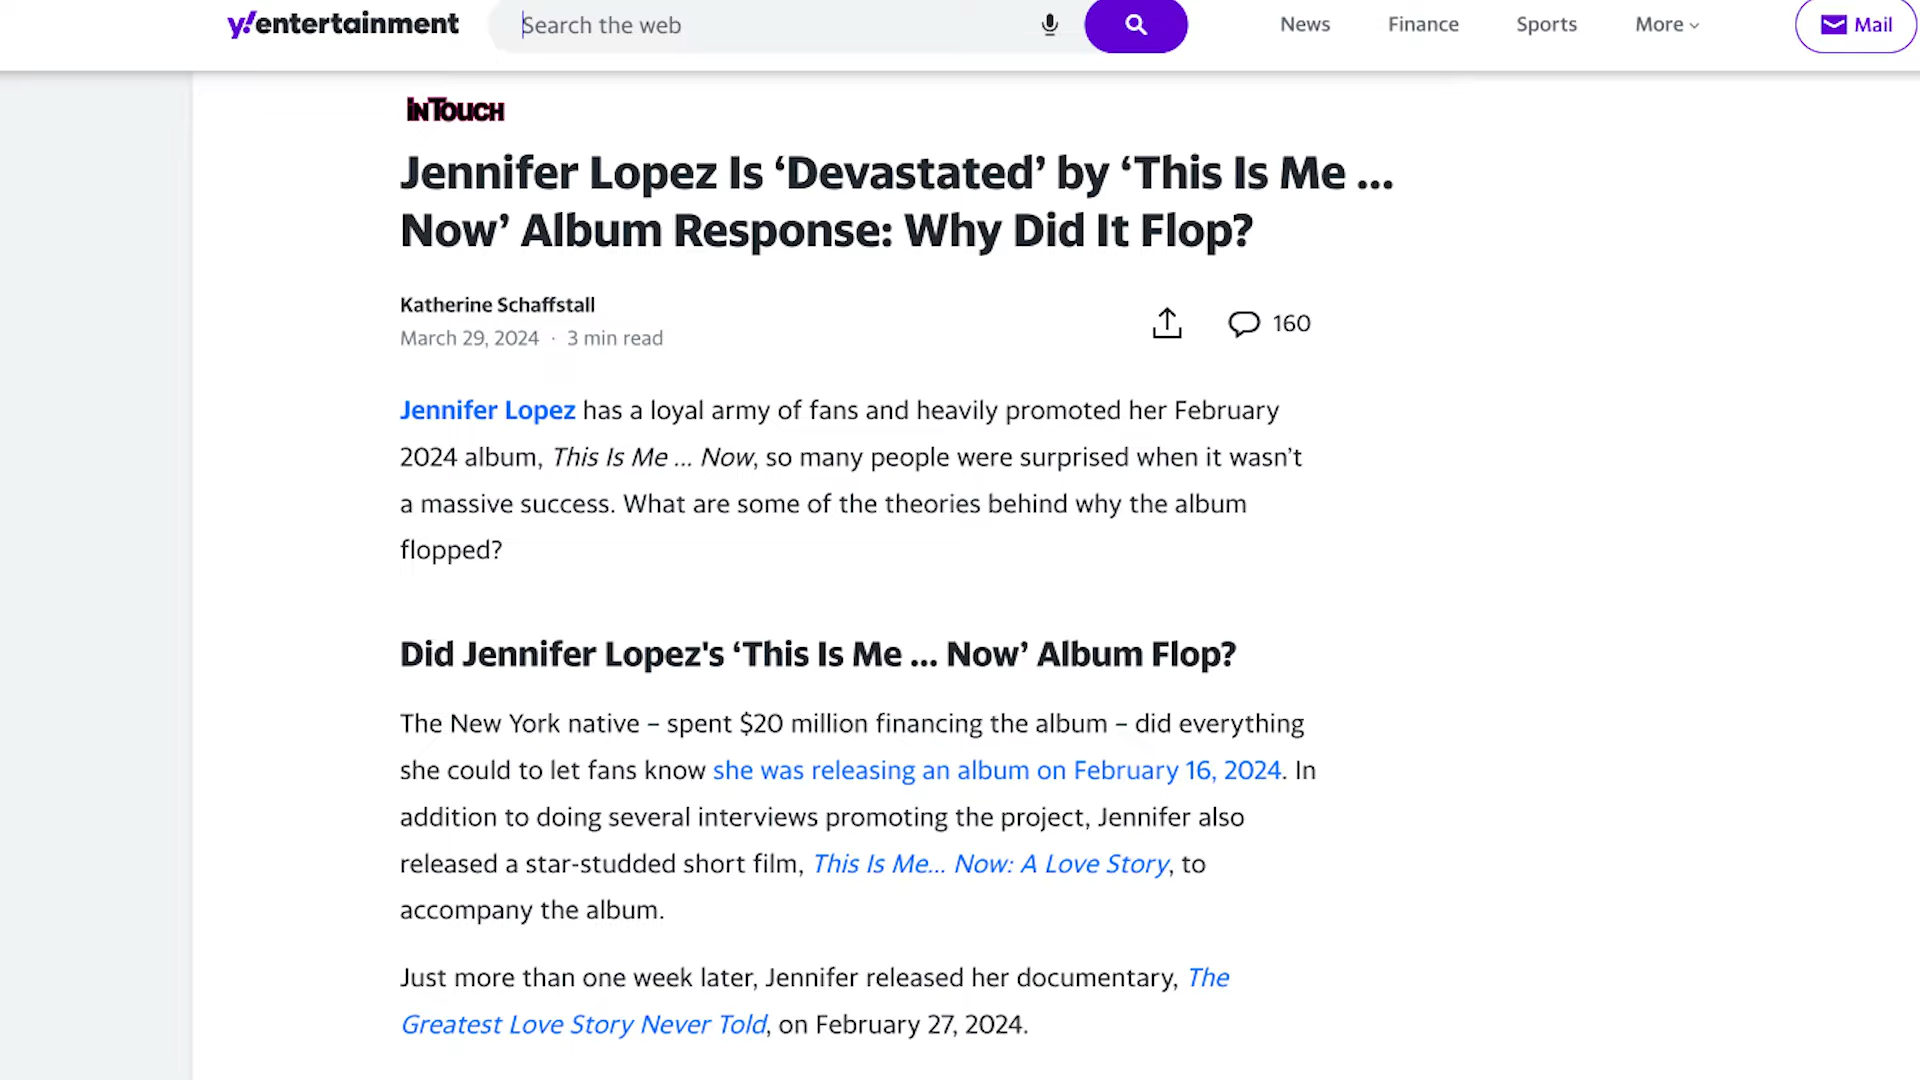 y!entertainment
Search the web
News
Finance
Sports
More
Mail
INTOUCH
Jennifer Lopez Is ‘Devastated’ by ‘This Is Me ...
Now’ Album Response: Why Did It Flop?
Katherine Schaffstall
March 29, 2024 · 3 min read
160
Jennifer Lopez has a loyal army of fans and heavily promoted her February
2024 album, This Is Me ... Now, so many people were surprised when it wasn’t
a massive success. What are some of the theories behind why the album
flopped?
Did Jennifer Lopez's ‘This Is Me ... Now’ Album Flop?
The New York native – spent $20 million financing the album – did everything
she could to let fans know she was releasing an album on February 16, 2024. In
addition to doing several interviews promoting the project, Jennifer also
released a star-studded short film, This Is Me... Now: A Love Story, to
accompany the album.
Just more than one week later, Jennifer released her documentary, The
Greatest Love Story Never Told, on February 27, 2024.